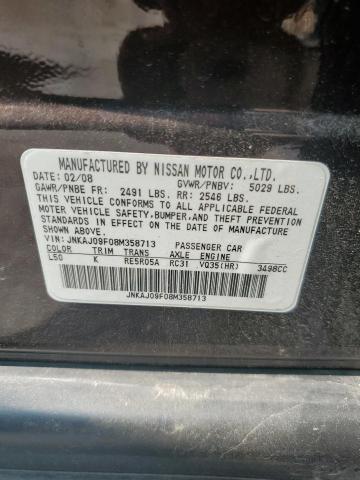 MANUFACTURED BY NISSAN MOTOR CO.,LTD.
DATE: 02/08 GVWR/PNBV: 5029 LBS.
GAWR/PNBE FR: 2491 LBS. RR: 2546 LBS.
THIS VEHICLE CONFORMS TO ALL APPLICABLE FEDERAL
MOTOR VEHICLE SAFETY, BUMPER, AND THEFT PREVENTION
STANDARDS IN EFFECT ON THE DATE OF MANUFACTURE
SHOWN ABOVE.
VIN: JNKAJ09F08M358713 PASSENGER CAR
COLOR TRIM TRANS AXLE ENGINE
L50 K RE5R05A RC31 VQ35(HR) 3498CC
JNKAJ09F08M358713